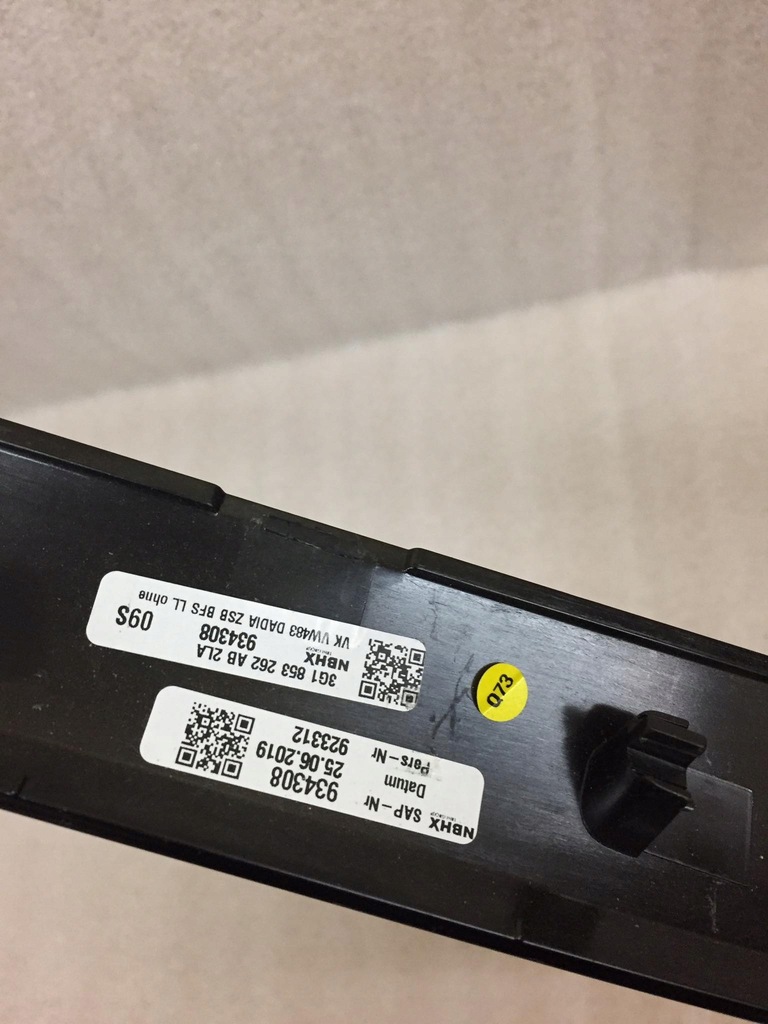 NBHX
3G1 853 262 AB 2LA
934308
VK VW483 DADIA ZSB BFS LL ohne
09S
NBHX
SAP-Nr 934308
Datum 25.06.2019
Pers-Nr 923312
Q73